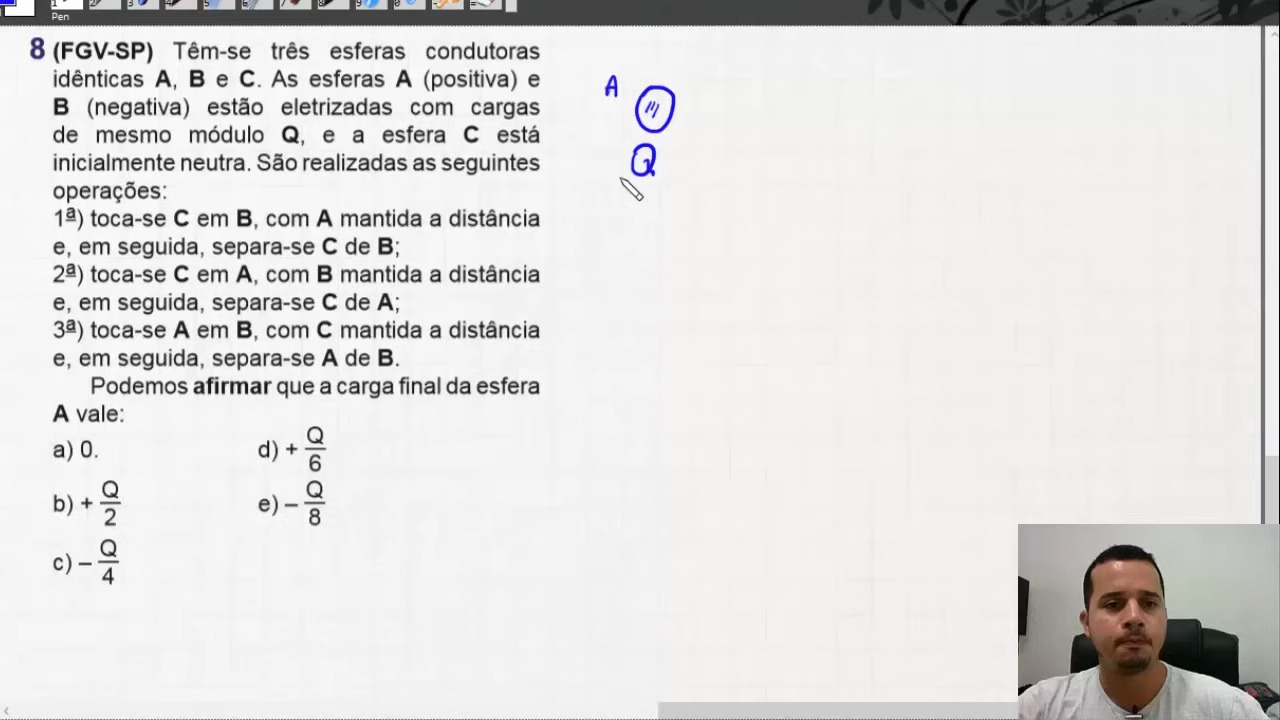 Pen
8 (FGV-SP) Têm-se três esferas condutoras
idênticas A, B e C. As esferas A (positiva) e
B (negativa) estão eletrizadas com cargas
de mesmo módulo Q, e a esfera C está
inicialmente neutra. São realizadas as seguintes
operações:
1ª) toca-se C em B, com A mantida a distância
e, em seguida, separa-se C de B;
2ª) toca-se C em A, com B mantida a distância
e, em seguida, separa-se C de A;
3ª) toca-se A em B, com C mantida a distância
e, em seguida, separa-se A de B.
Podemos afirmar que a carga final da esfera
A vale:
a) 0.
b) + Q/2
c) – Q/4
d) + Q/6
e) – Q/8
A
Q